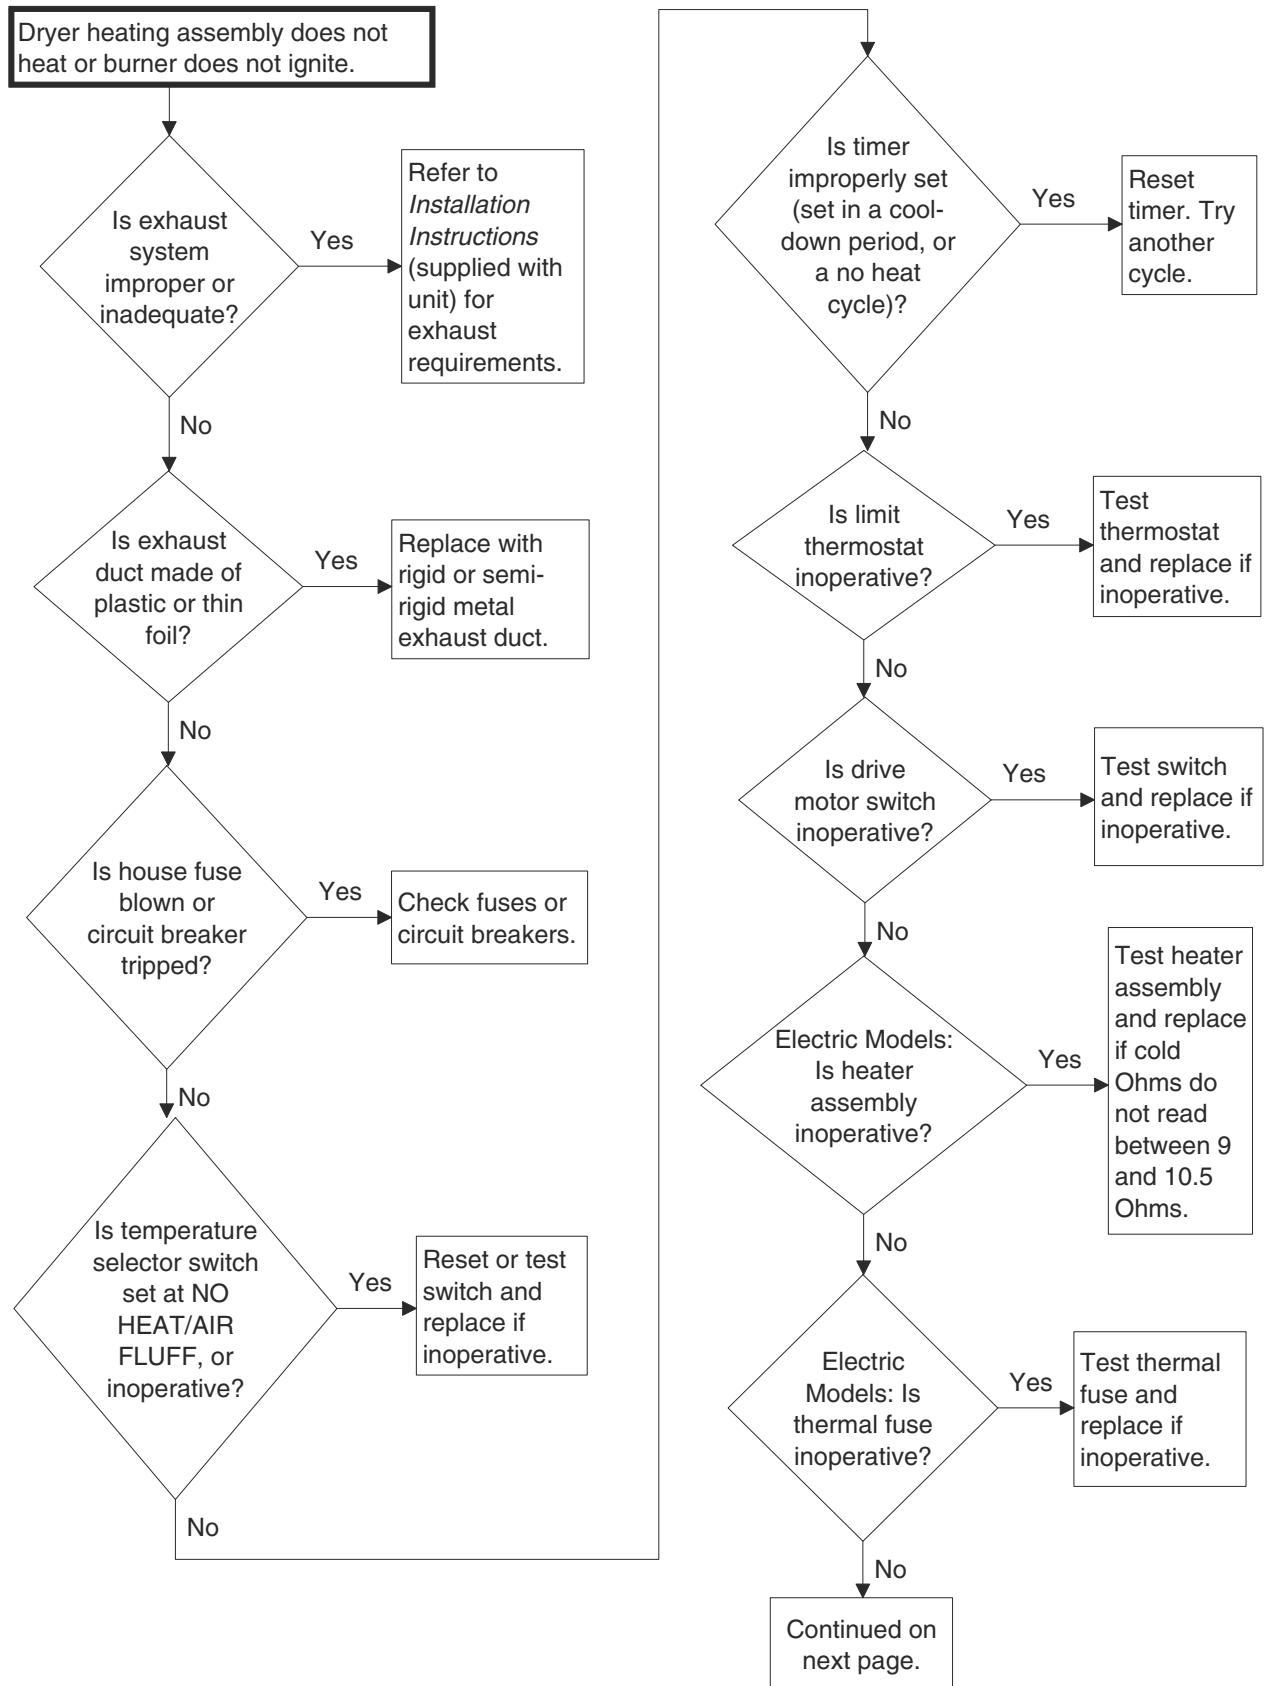 Dryer heating assembly does not
heat or burner does not ignite.
Is exhaust
system
improper or
inadequate?
Yes
Refer to
Installation
Instructions
(supplied with
unit) for
exhaust
requirements.
No
Is exhaust
duct made of
plastic or thin
foil?
Yes
Replace with
rigid or semi-
rigid metal
exhaust duct.
No
Is house fuse
blown or
circuit breaker
tripped?
Yes
Check fuses or
circuit breakers.
No
Is temperature
selector switch
set at NO
HEAT/AIR
FLUFF, or
inoperative?
Yes
Reset or test
switch and
replace if
inoperative.
No
Is timer
improperly set
(set in a cool-
down period, or
a no heat
cycle)?
Yes
Reset
timer. Try
another
cycle.
No
Is limit
thermostat
inoperative?
Yes
Test
thermostat
and replace if
inoperative.
No
Is drive
motor switch
inoperative?
Yes
Test switch
and replace if
inoperative.
No
Electric Models:
Is heater
assembly
inoperative?
Yes
Test heater
assembly
and replace
if cold
Ohms do
not read
between 9
and 10.5
Ohms.
No
Electric
Models: Is
thermal fuse
inoperative?
Yes
Test thermal
fuse and
replace if
inoperative.
No
Continued on
next page.